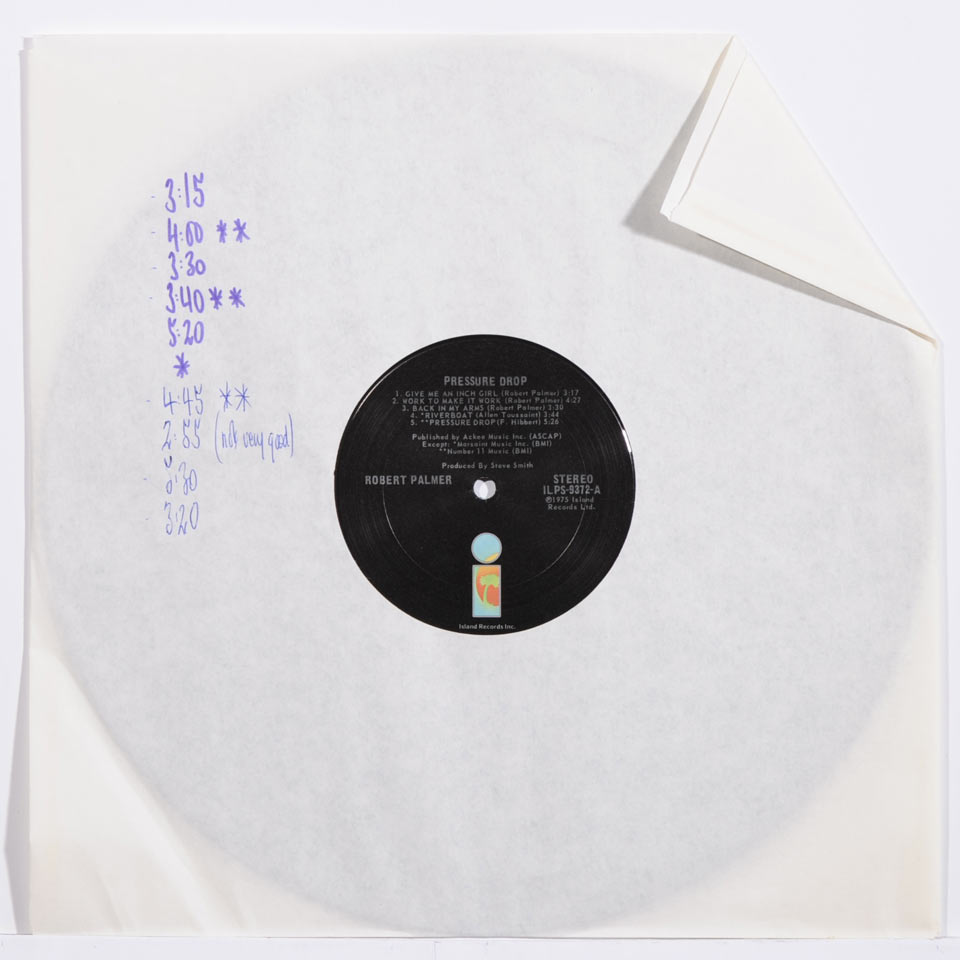 3:15
4:00 **
3:30
3:40 **
5:20
*
4:45 **
2:55 (not very good)
3:20
PRESSURE DROP
1. GIVE ME AN INCH GIRL (Robert Palmer) 3:17
2. WORK TO MAKE IT WORK (Robert Palmer) 4:27
3. BACK IN MY ARMS (Robert Palmer) 1:30
4. *RIVERBOAT (Allen Toussaint) 3:44
5. **PRESSURE DROP (F. Hibbert) 5:26
Published by Ackee Music Inc. (ASCAP)
Except: *Marsaint Music Inc. (BMI)
**Number 11 Music (BMI)
Produced By Steve Smith
ROBERT PALMER
STEREO
ILPS-9372-A
℗1975 Island
Records Ltd.
Island Records Inc.